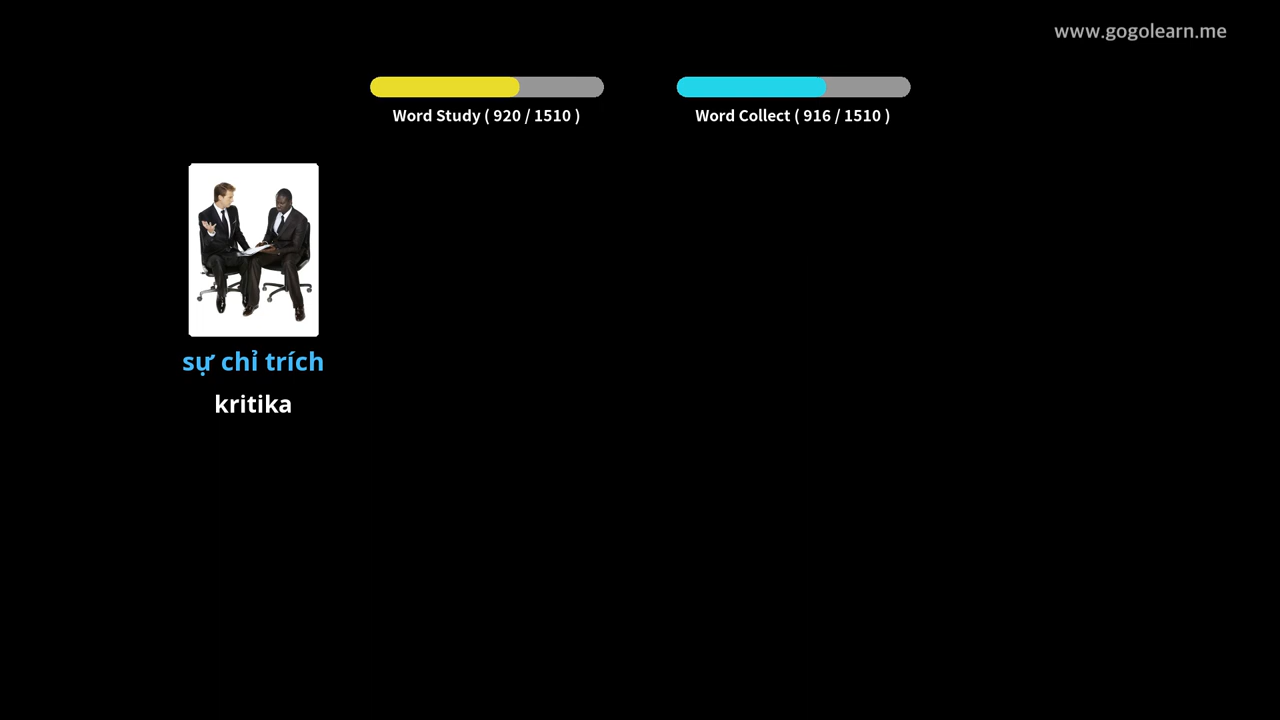 www.gogolearn.me
Word Study ( 920 / 1510 )
Word Collect ( 916 / 1510 )
sự chỉ trích
kritika